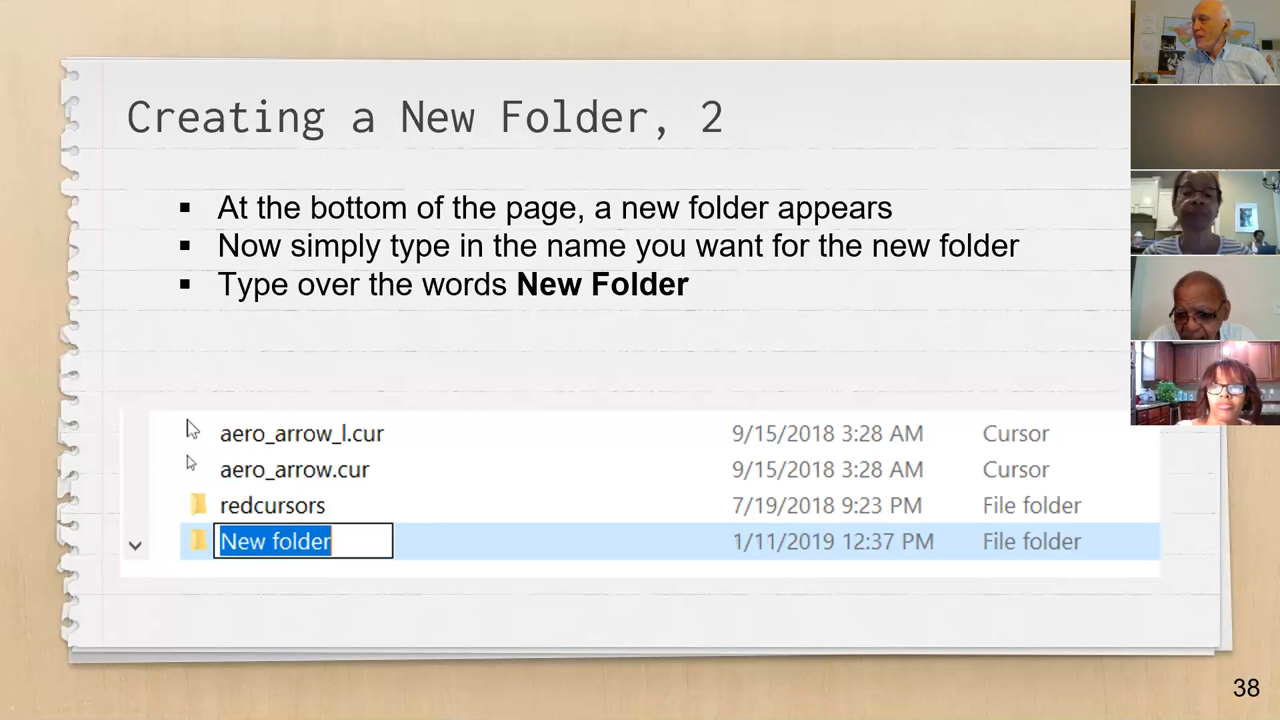 Creating a New Folder, 2
▪ At the bottom of the page, a new folder appears
▪ Now simply type in the name you want for the new folder
▪ Type over the words New Folder
aero_arrow_l.cur 9/15/2018 3:28 AM Cursor
aero_arrow.cur 9/15/2018 3:28 AM Cursor
redcursors 7/19/2018 9:23 PM File folder
New folder 1/11/2019 12:37 PM File folder
38